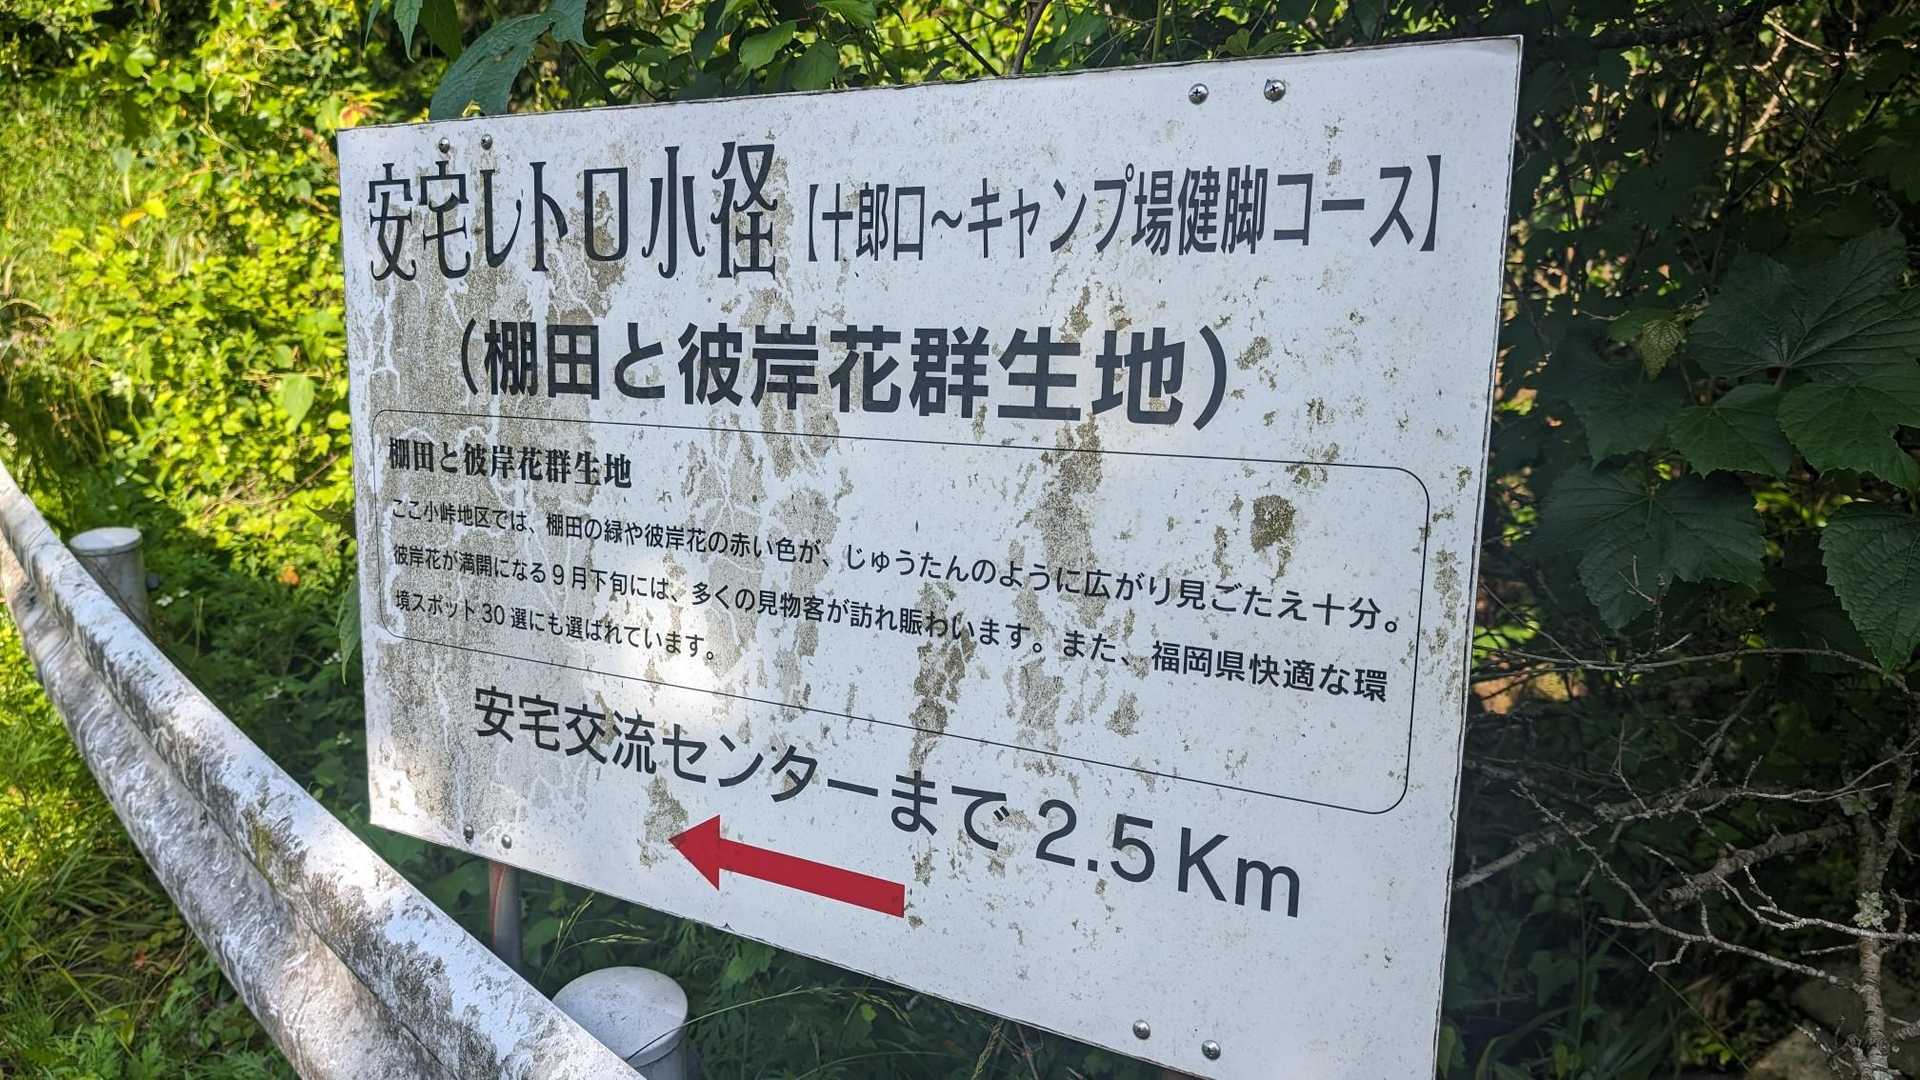 安宅レトロ小径【十郎口～キャンプ場健脚コース】
(棚田と彼岸花群生地)
棚田と彼岸花群生地
ここ小峠地区では、棚田の緑や彼岸花の赤い色が、じゅうたんのように広がり見ごたえ十分。
彼岸花が満開になる9月下旬には、多くの見物客が訪れ賑わいます。また、福岡県快適な環
境スポット30選にも選ばれています。
安宅交流センターまで2.5Km